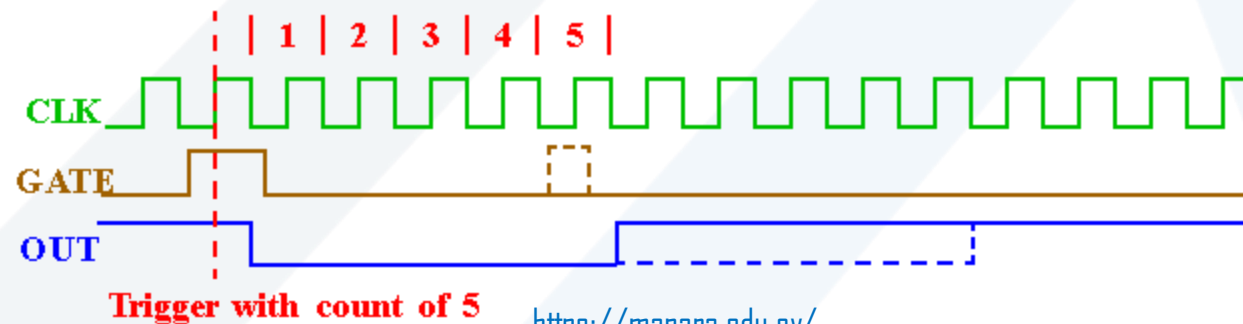 | 1 | 2 | 3 | 4 | 5 |
CLK
GATE
OUT
Trigger with count of 5